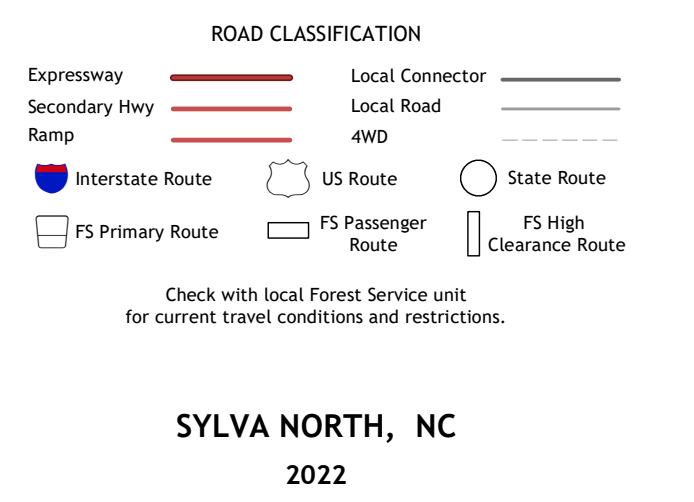 ROAD CLASSIFICATION
Expressway
Local Connector
Secondary Hwy
Local Road
Ramp
4WD
Interstate Route
US Route
State Route
FS Primary Route
FS Passenger
Route
FS High
Clearance Route
Check with local Forest Service unit
for current travel conditions and restrictions.
SYLVA NORTH, NC
2022